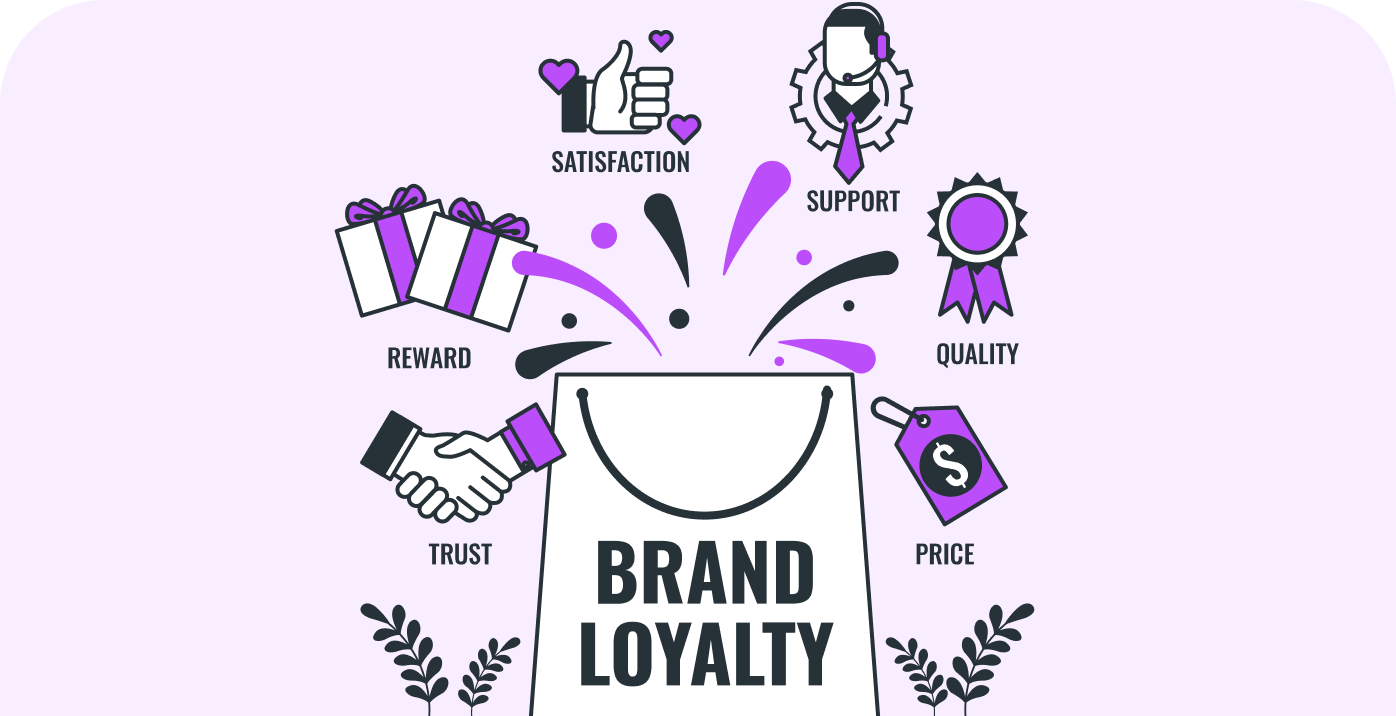 SATISFACTION
SUPPORT
REWARD
QUALITY
TRUST
$
PRICE
BRAND
LOYALTY